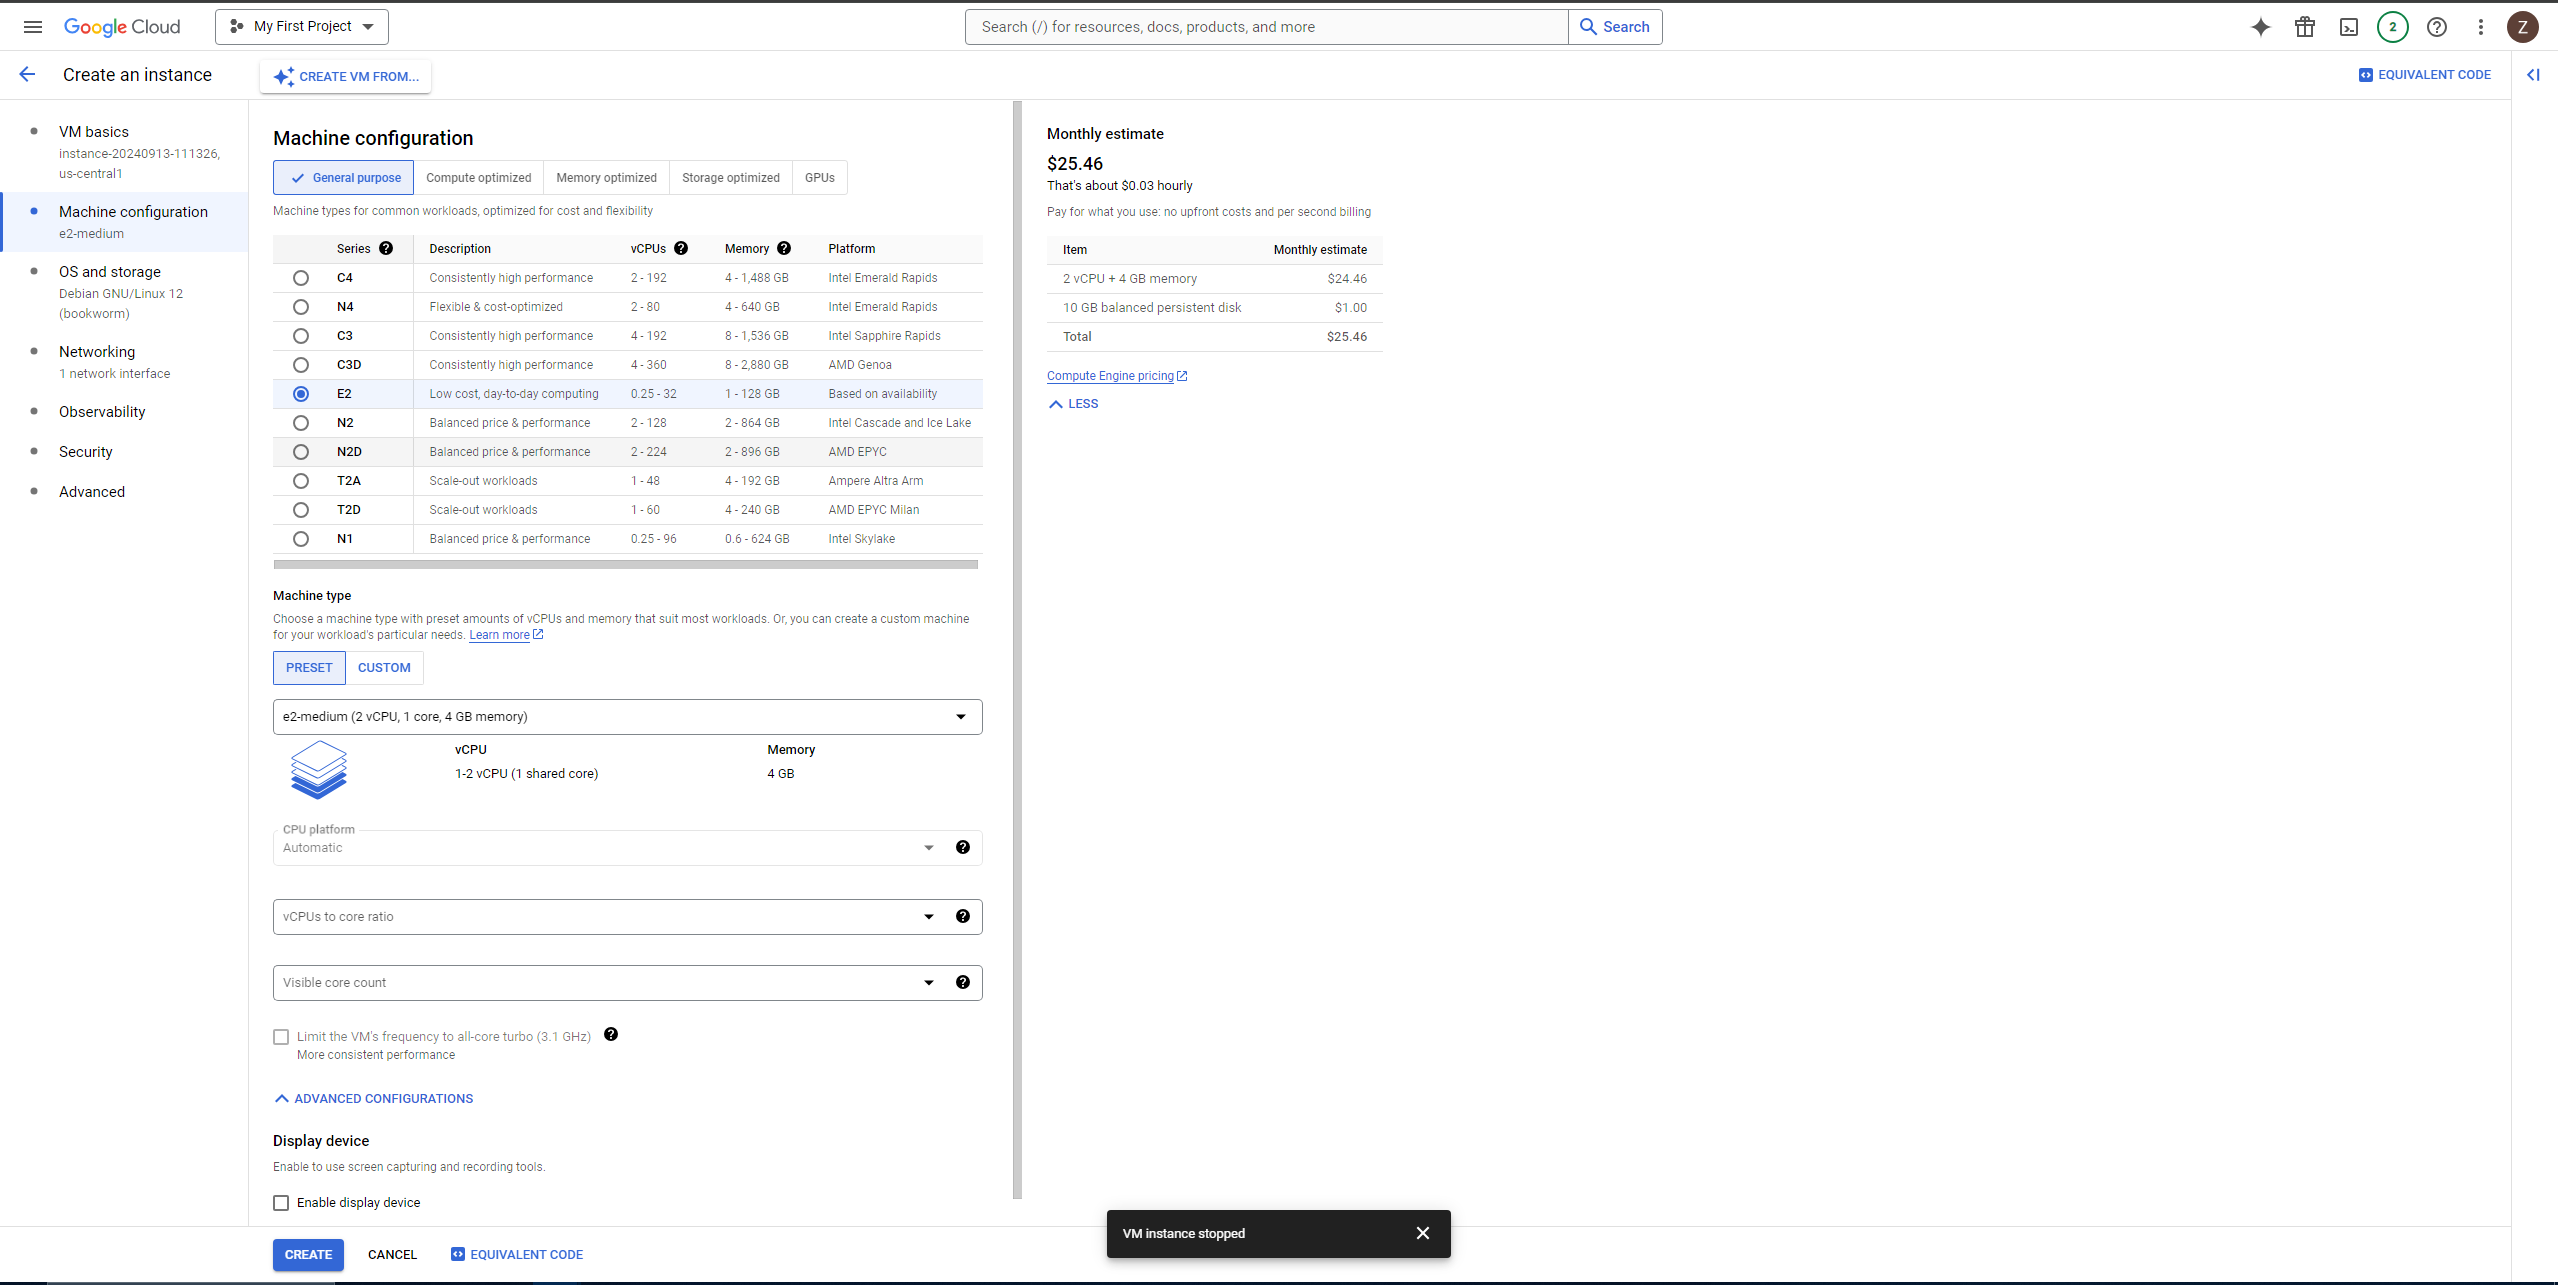 Google Cloud
My First Project
Search (/) for resources, docs, products, and more
Search
2
Z
Create an instance
CREATE VM FROM...
EQUIVALENT CODE
VM basics
instance-20240913-111326,
us-central1
Machine configuration
e2-medium
OS and storage
Debian GNU/Linux 12
(bookworm)
Networking
1 network interface
Observability
Security
Advanced
Machine configuration
General purpose
Compute optimized
Memory optimized
Storage optimized
GPUs
Machine types for common workloads, optimized for cost and flexibility
Series Description vCPUs Memory Platform
C4 Consistently high performance 2 - 192 4 - 1,488 GB Intel Emerald Rapids
N4 Flexible & cost-optimized 2 - 80 4 - 640 GB Intel Emerald Rapids
C3 Consistently high performance 4 - 192 8 - 1,536 GB Intel Sapphire Rapids
C3D Consistently high performance 4 - 360 8 - 2,880 GB AMD Genoa
E2 Low cost, day-to-day computing 0.25 - 32 1 - 128 GB Based on availability
N2 Balanced price & performance 2 - 128 2 - 864 GB Intel Cascade and Ice Lake
N2D Balanced price & performance 2 - 224 2 - 896 GB AMD EPYC
T2A Scale-out workloads 1 - 48 4 - 192 GB Ampere Altra Arm
T2D Scale-out workloads 1 - 60 4 - 240 GB AMD EPYC Milan
N1 Balanced price & performance 0.25 - 96 0.6 - 624 GB Intel Skylake
Machine type
Choose a machine type with preset amounts of vCPUs and memory that suit most workloads. Or, you can create a custom machine
for your workload's particular needs. Learn more
PRESET
CUSTOM
e2-medium (2 vCPU, 1 core, 4 GB memory)
vCPU Memory
1-2 vCPU (1 shared core) 4 GB
CPU platform
Automatic
vCPUs to core ratio
Visible core count
Limit the VM's frequency to all-core turbo (3.1 GHz)
More consistent performance
ADVANCED CONFIGURATIONS
Display device
Enable to use screen capturing and recording tools.
Enable display device
CREATE
CANCEL
EQUIVALENT CODE
Monthly estimate
$25.46
That's about $0.03 hourly
Pay for what you use: no upfront costs and per second billing
Item Monthly estimate
2 vCPU + 4 GB memory $24.46
10 GB balanced persistent disk $1.00
Total $25.46
Compute Engine pricing
LESS
VM instance stopped